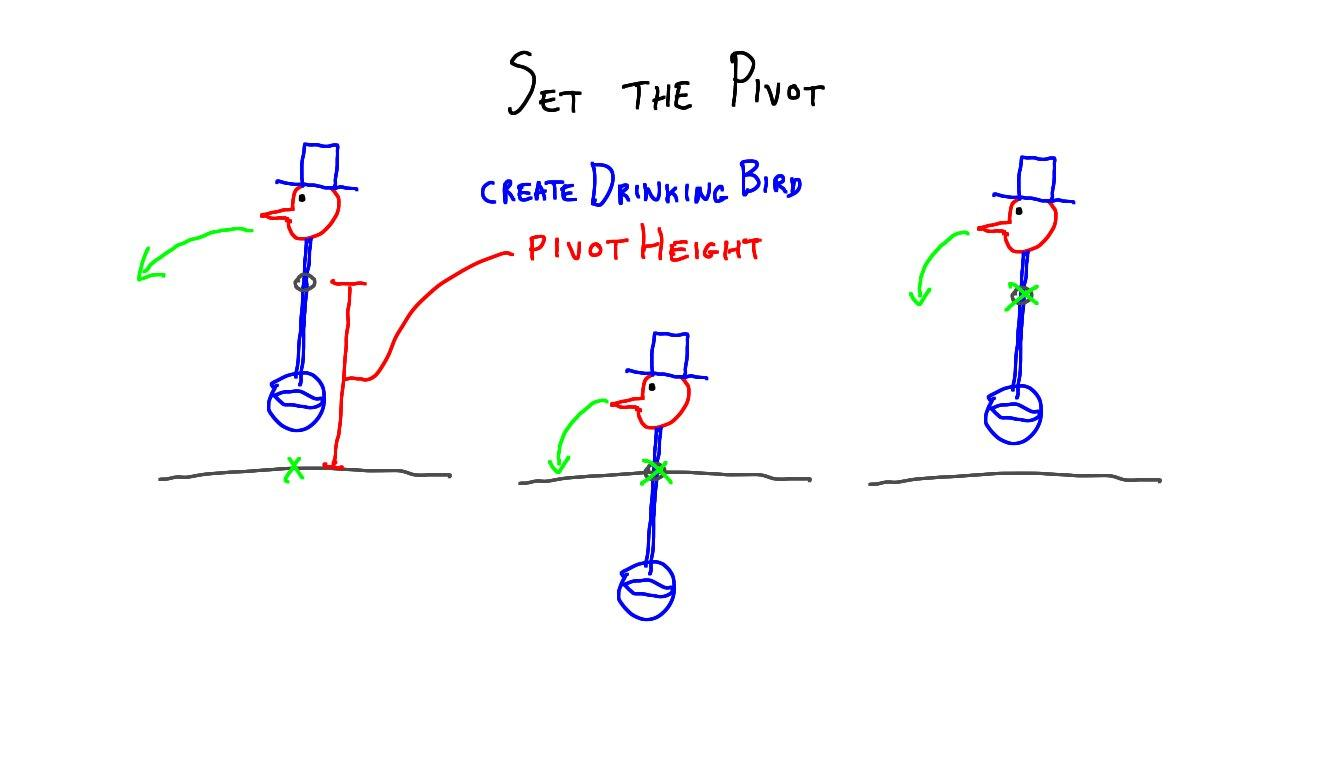 SET THE PIVOT
CREATE DRINKING BIRD
PIVOT HEIGHT